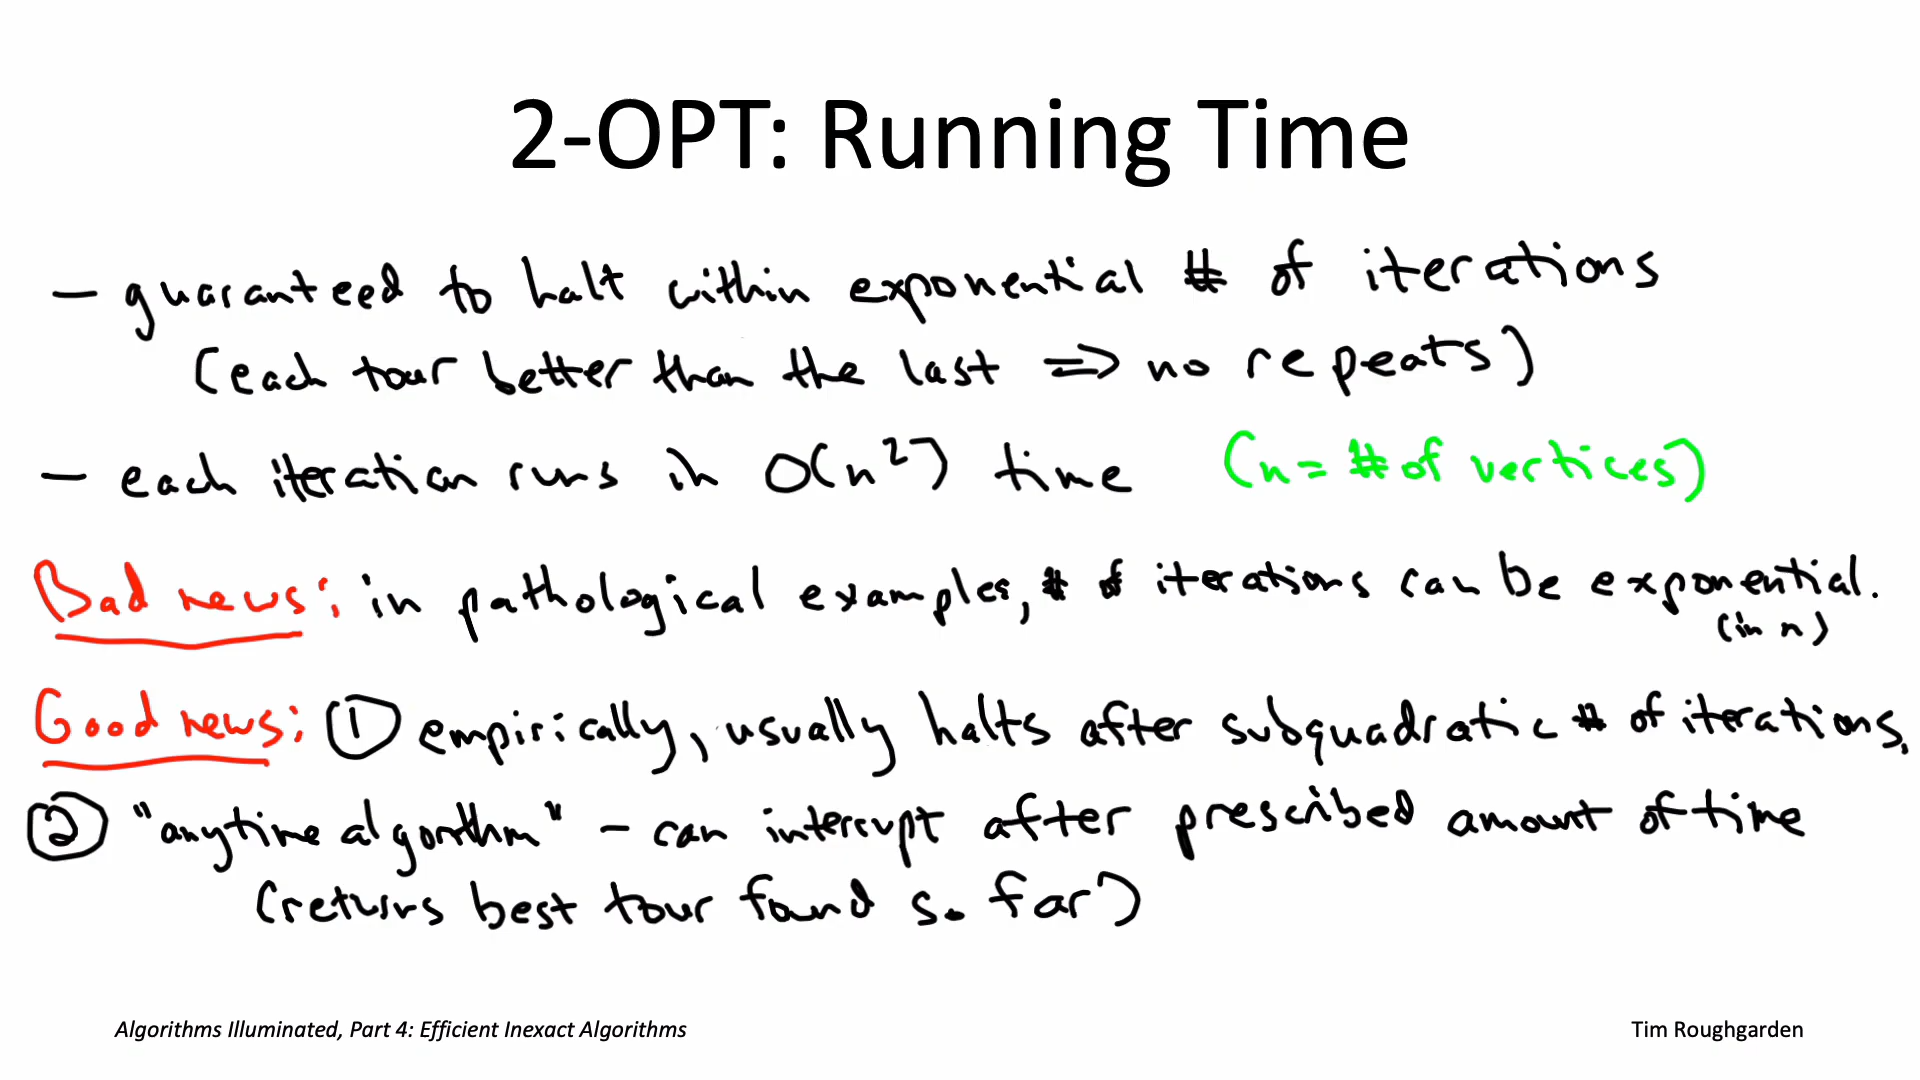 2-OPT: Running Time
- guaranteed to halt within exponential # of iterations
(each tour better than the last => no repeats)
- each iteration runs in O(n²) time (n = # of vertices)
Bad news: in pathological examples, # of iterations can be exponential.
(in n)
Good news: ① empirically, usually halts after subquadratic # of iterations.
② "anytime algorithm" - can interrupt after prescribed amount of time
(returns best tour found so far)
Algorithms Illuminated, Part 4: Efficient Inexact Algorithms
Tim Roughgarden